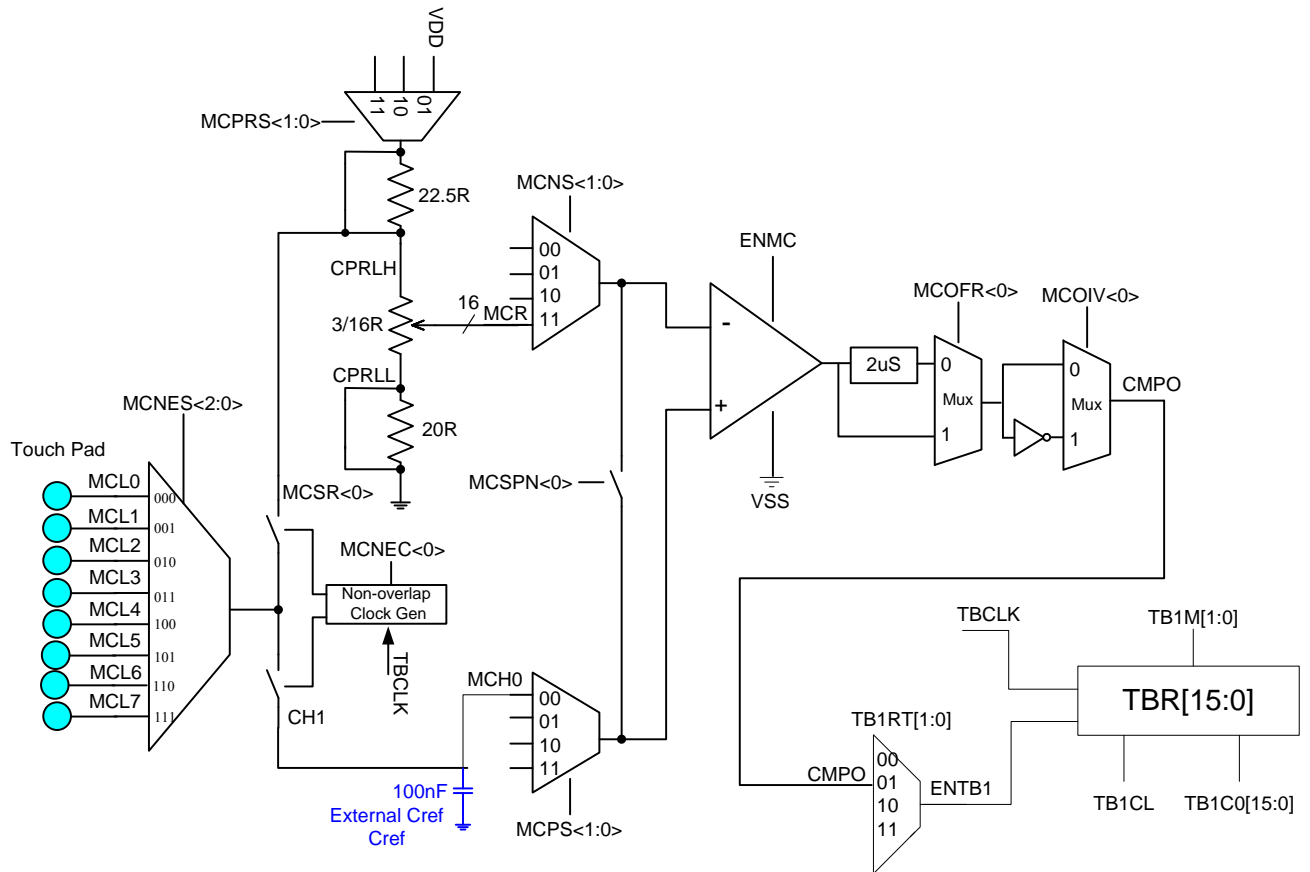 VDD
11
10
01
MCPRS<1:0>
22.5R
CPRLH
3/16R
CPRLL
20R
16
MCR
MCNS<1:0>
00
01
10
11
ENMC
-
+
VSS
2uS
MCOFR<0>
0
Mux
1
MCOIV<0>
0
Mux
1
CMPO
MCNES<2:0>
Touch Pad
MCL0
000
MCL1
001
MCL2
010
MCL3
011
MCL4
100
MCL5
101
MCL6
110
MCL7
111
MCSR<0>
MCNEC<0>
Non-overlap
Clock Gen
TBCLK
CH1
MCSPN<0>
MCH0
00
01
10
11
MCPS<1:0>
100nF
External Cref
Cref
TBCLK
TB1M[1:0]
TBR[15:0]
TB1RT[1:0]
CMPO
00
01
10
11
ENTB1
TB1CL
TB1C0[15:0]